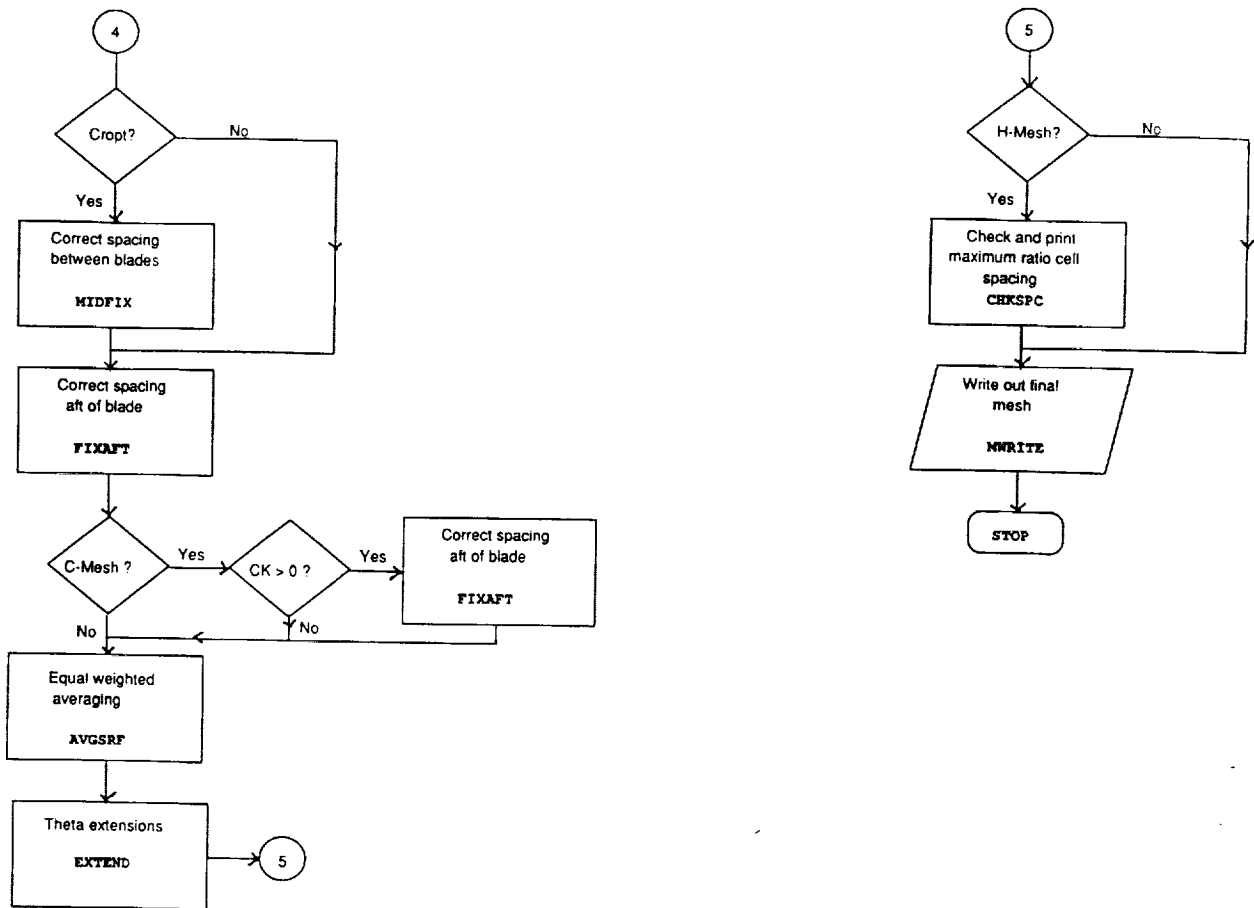 4
Cropt?
No
Yes
Correct spacing
between blades
MIDFIX
Correct spacing
aft of blade
FIXAFT
C-Mesh ?
Yes
CK > 0 ?
Yes
Correct spacing
aft of blade
FIXAFT
No
No
Equal weighted
averaging
AVGSRF
Theta extensions
EXTEND
5
5
H-Mesh?
No
Yes
Check and print
maximum ratio cell
spacing
CHKSPC
Write out final
mesh
MWRITE
STOP